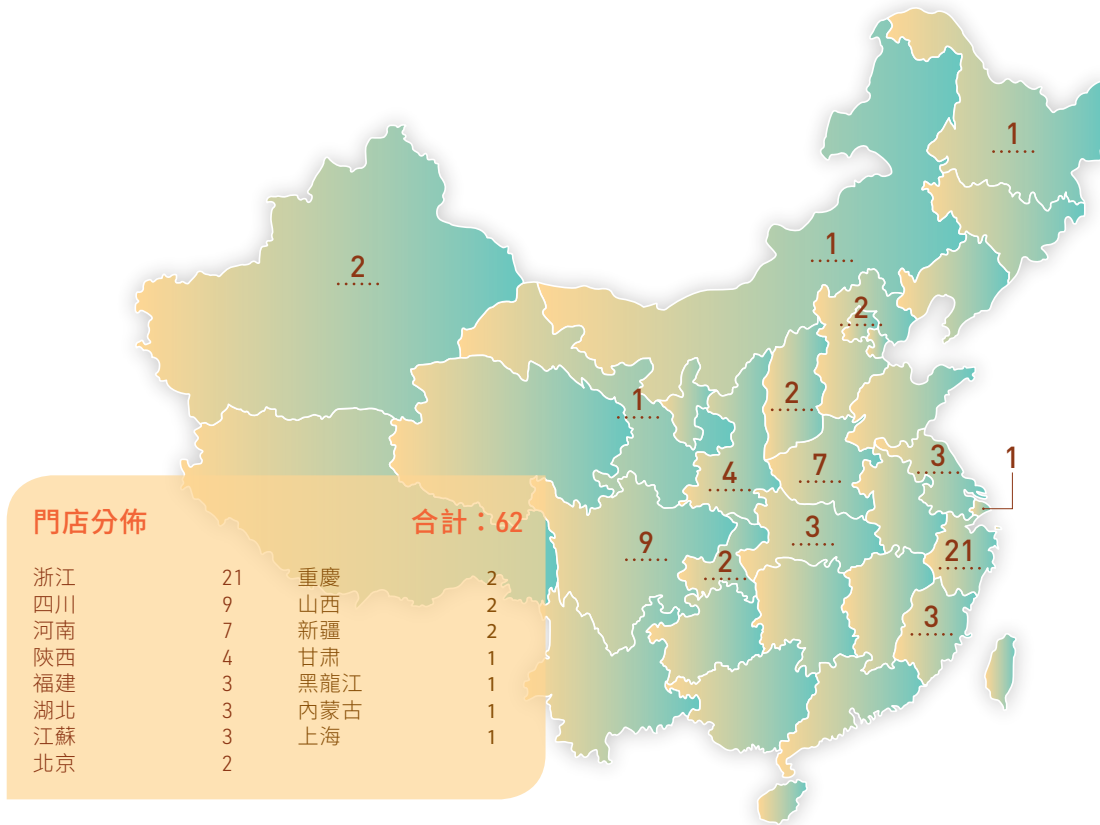 1
2
1
2
2
1
3
1
4
7
9
3
2
21
3
門店分佈 合計：62
浙江 21 重慶 2
四川 9 山西 2
河南 7 新疆 2
陝西 4 甘肅 1
福建 3 黑龍江 1
湖北 3 內蒙古 1
江蘇 3 上海 1
北京 2